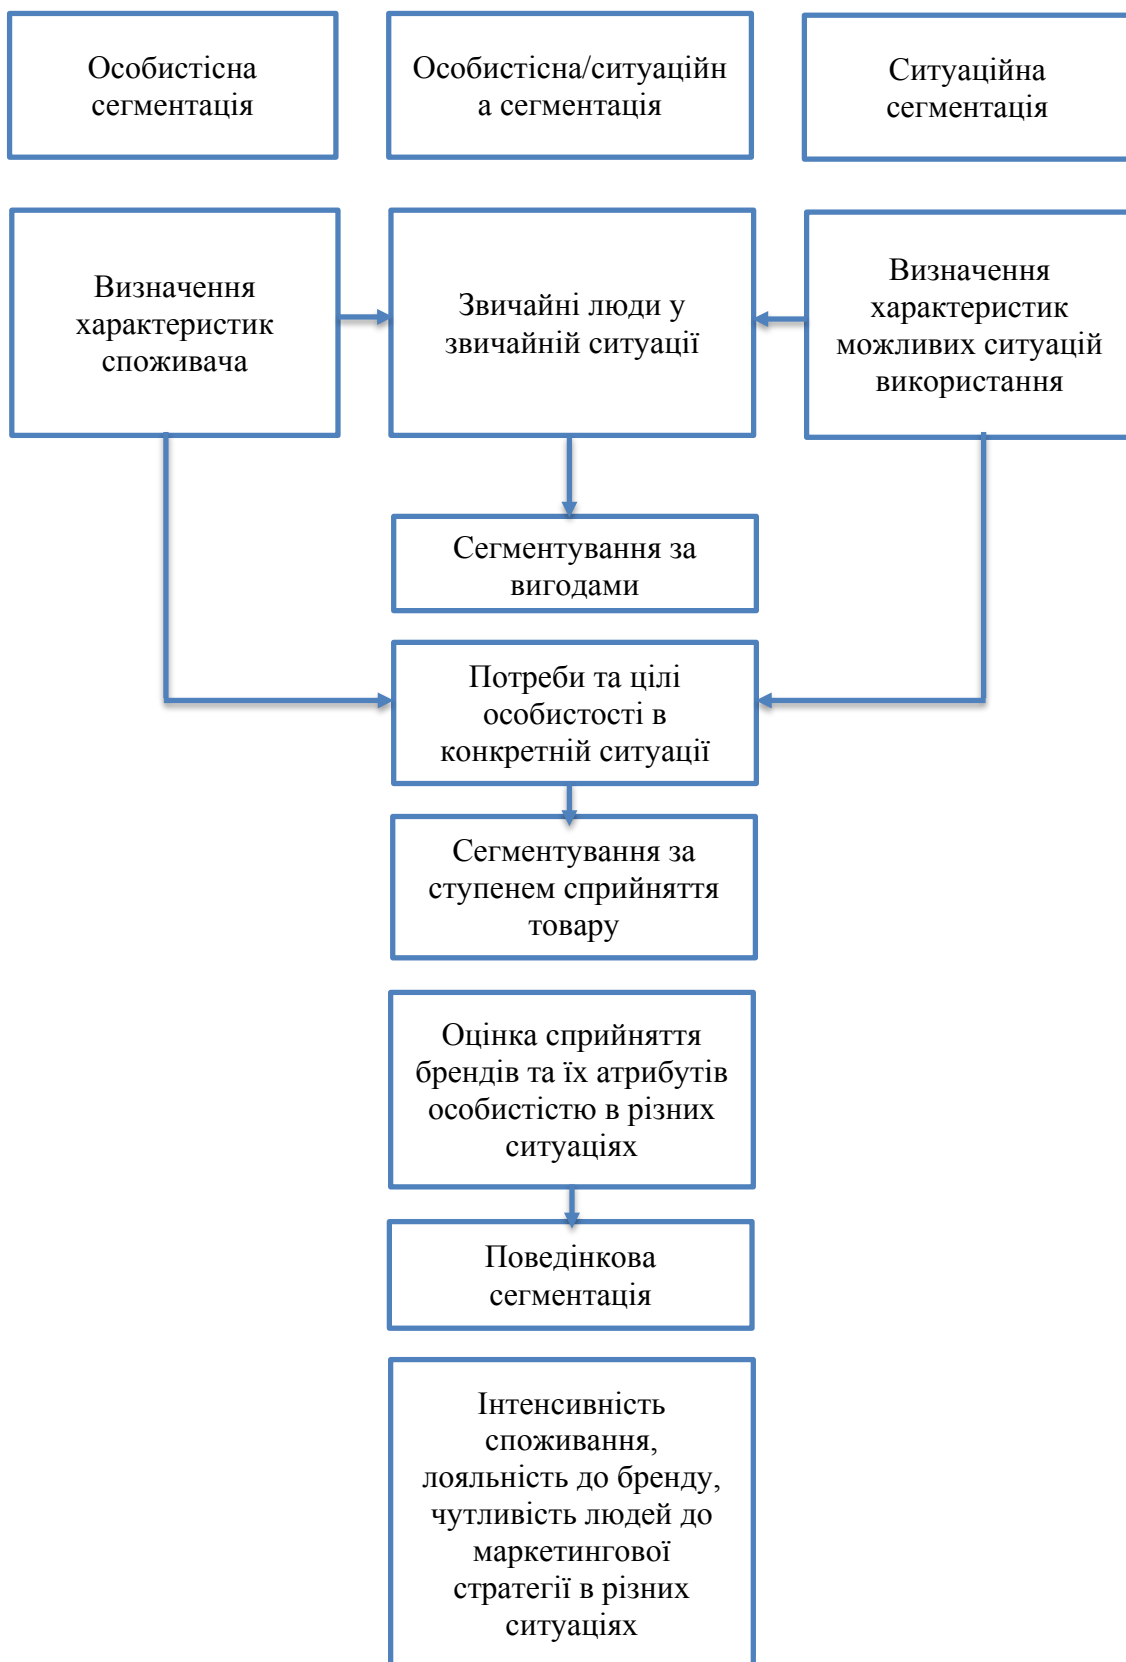 Особистісна
сегментація
Особистісна/ситуаційн
а сегментація
Ситуаційна
сегментація
Визначення
характеристик
споживача
Звичайні люди у
звичайній ситуації
Визначення
характеристик
можливих ситуацій
використання
Сегментування за
вигодами
Потреби та цілі
особистості в
конкретній ситуації
Сегментування за
ступенем сприйняття
товару
Оцінка сприйняття
брендів та їх атрибутів
особистістю в різних
ситуаціях
Поведінкова
сегментація
Інтенсивність
споживання,
лояльність до бренду,
чутливість людей до
маркетингової
стратегії в різних
ситуаціях